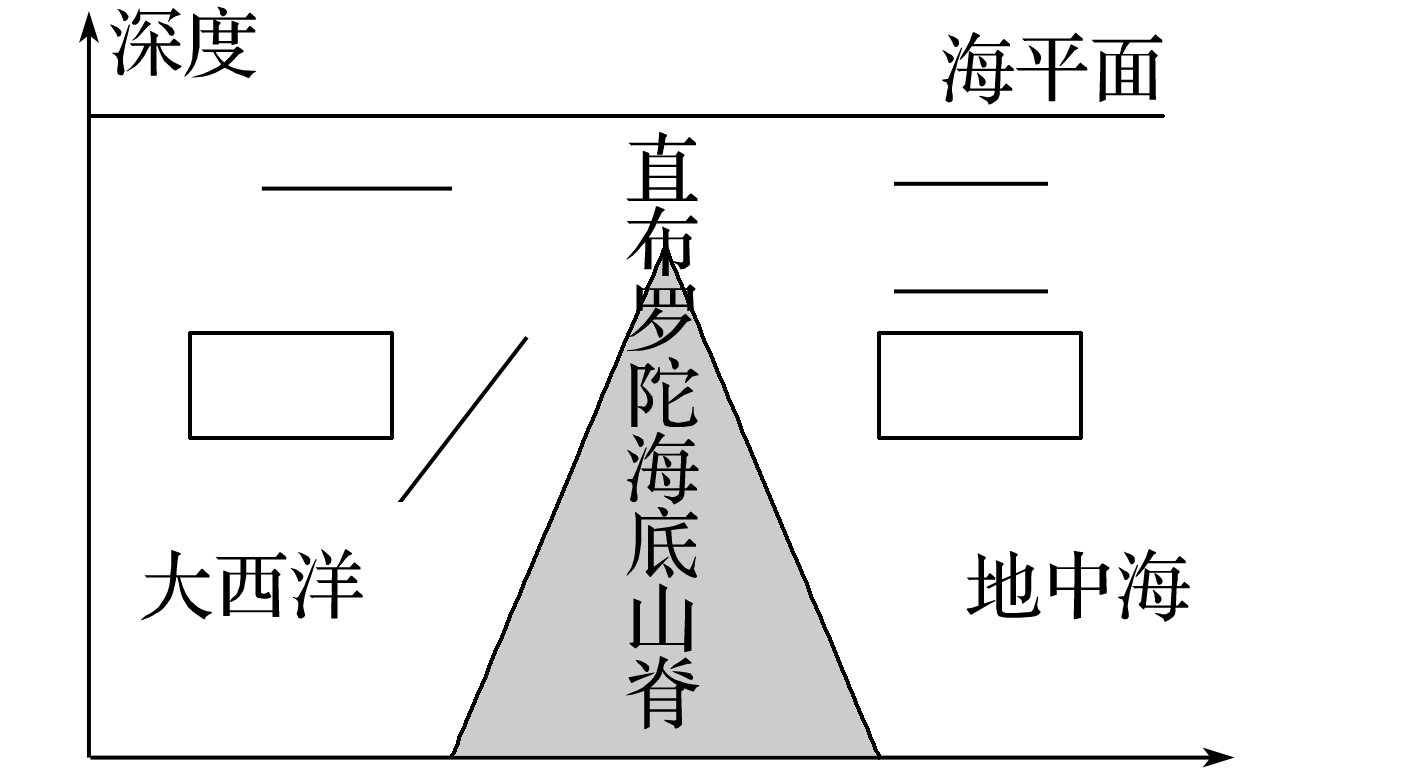 深度
海平面
直布罗陀海底山脊
大西洋
地中海